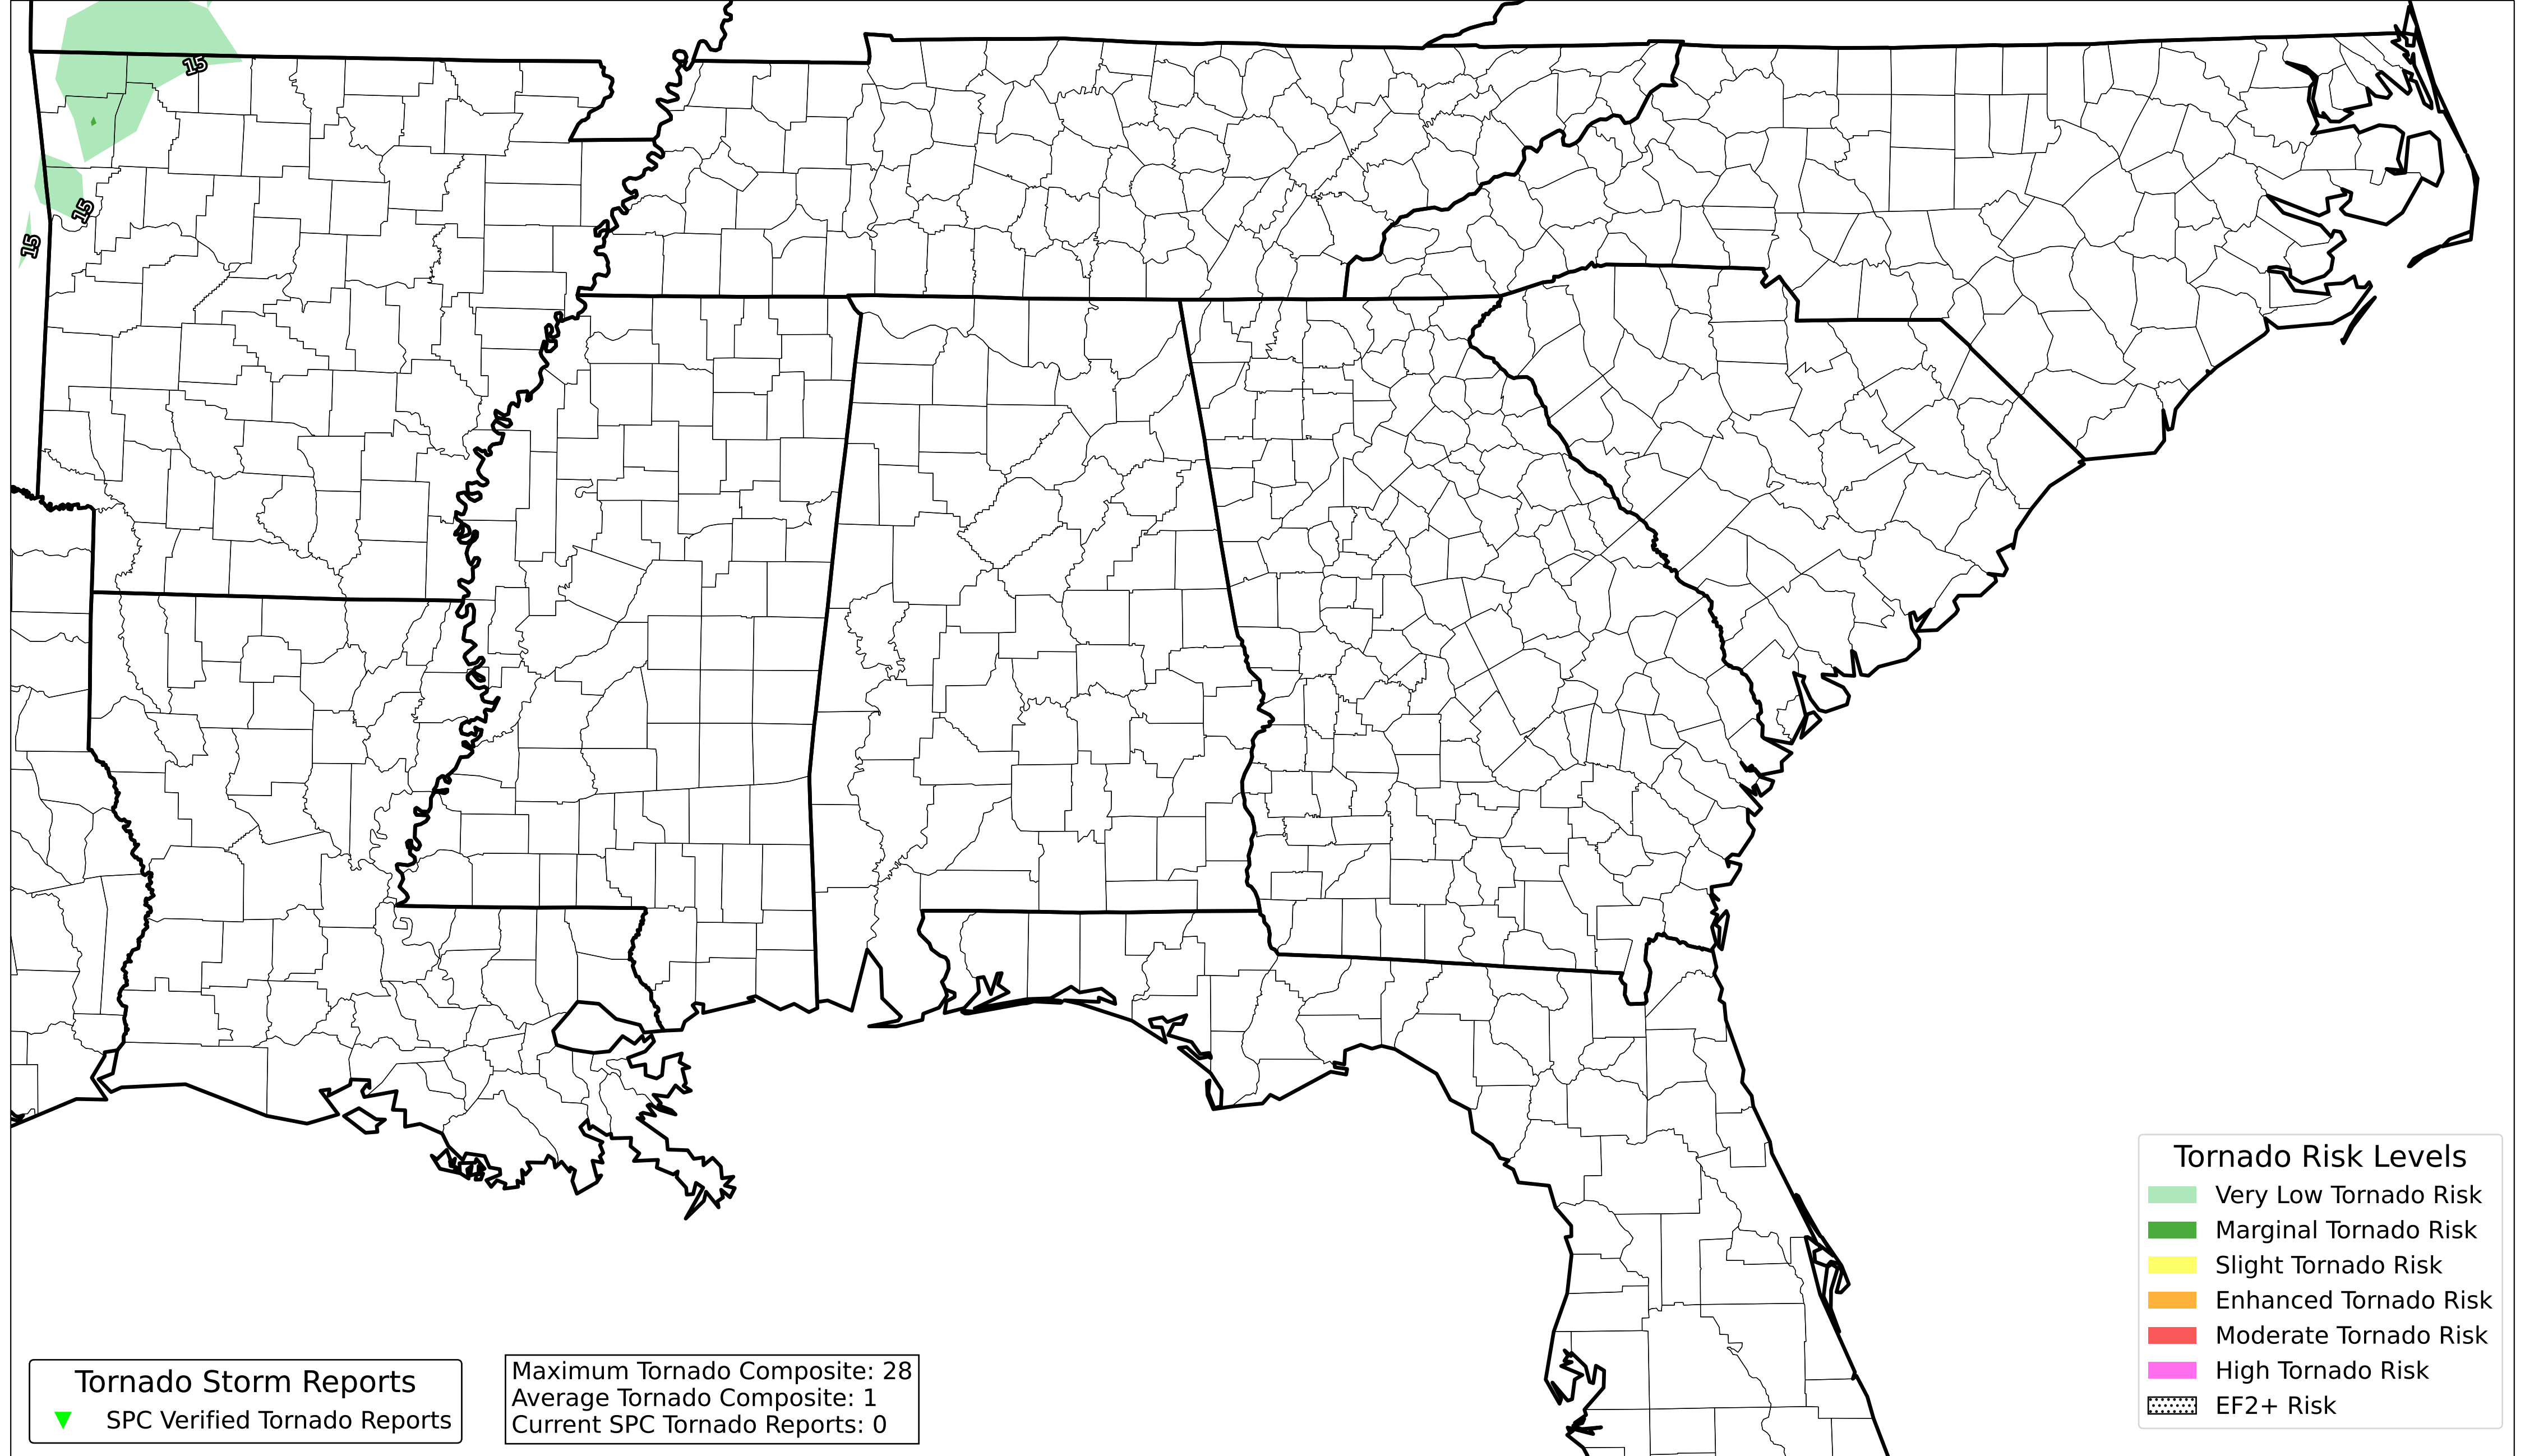 15
15
15
Tornado Risk Levels
Very Low Tornado Risk
Marginal Tornado Risk
Slight Tornado Risk
Enhanced Tornado Risk
Moderate Tornado Risk
High Tornado Risk
EF2+ Risk
Tornado Storm Reports
SPC Verified Tornado Reports
Maximum Tornado Composite: 28
Average Tornado Composite: 1
Current SPC Tornado Reports: 0